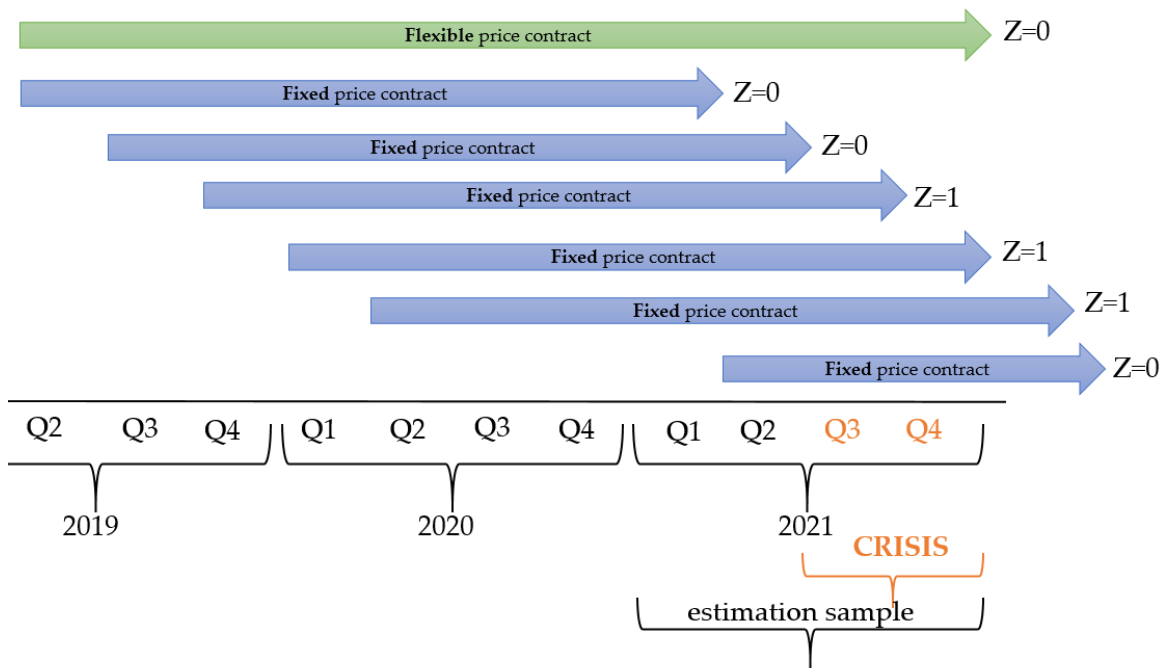 Flexible price contract Z=0
Fixed price contract Z=0
Fixed price contract Z=0
Fixed price contract Z=1
Fixed price contract Z=1
Fixed price contract Z=1
Fixed price contract Z=0
Q2 Q3 Q4 Q1 Q2 Q3 Q4 Q1 Q2 Q3 Q4
2019 2020 2021
CRISIS
estimation sample